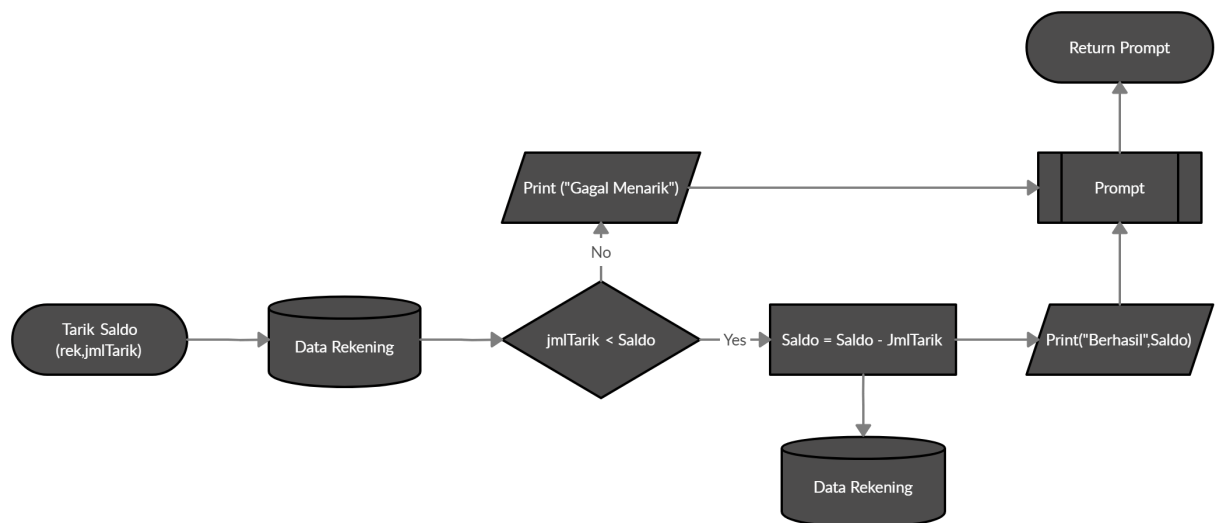 Return Prompt
Print ("Gagal Menarik")
Prompt
No
Tarik Saldo
(rek,jmlTarik)
Data Rekening
jmlTarik < Saldo
Yes
Saldo = Saldo - JmlTarik
Print("Berhasil",Saldo)
Data Rekening